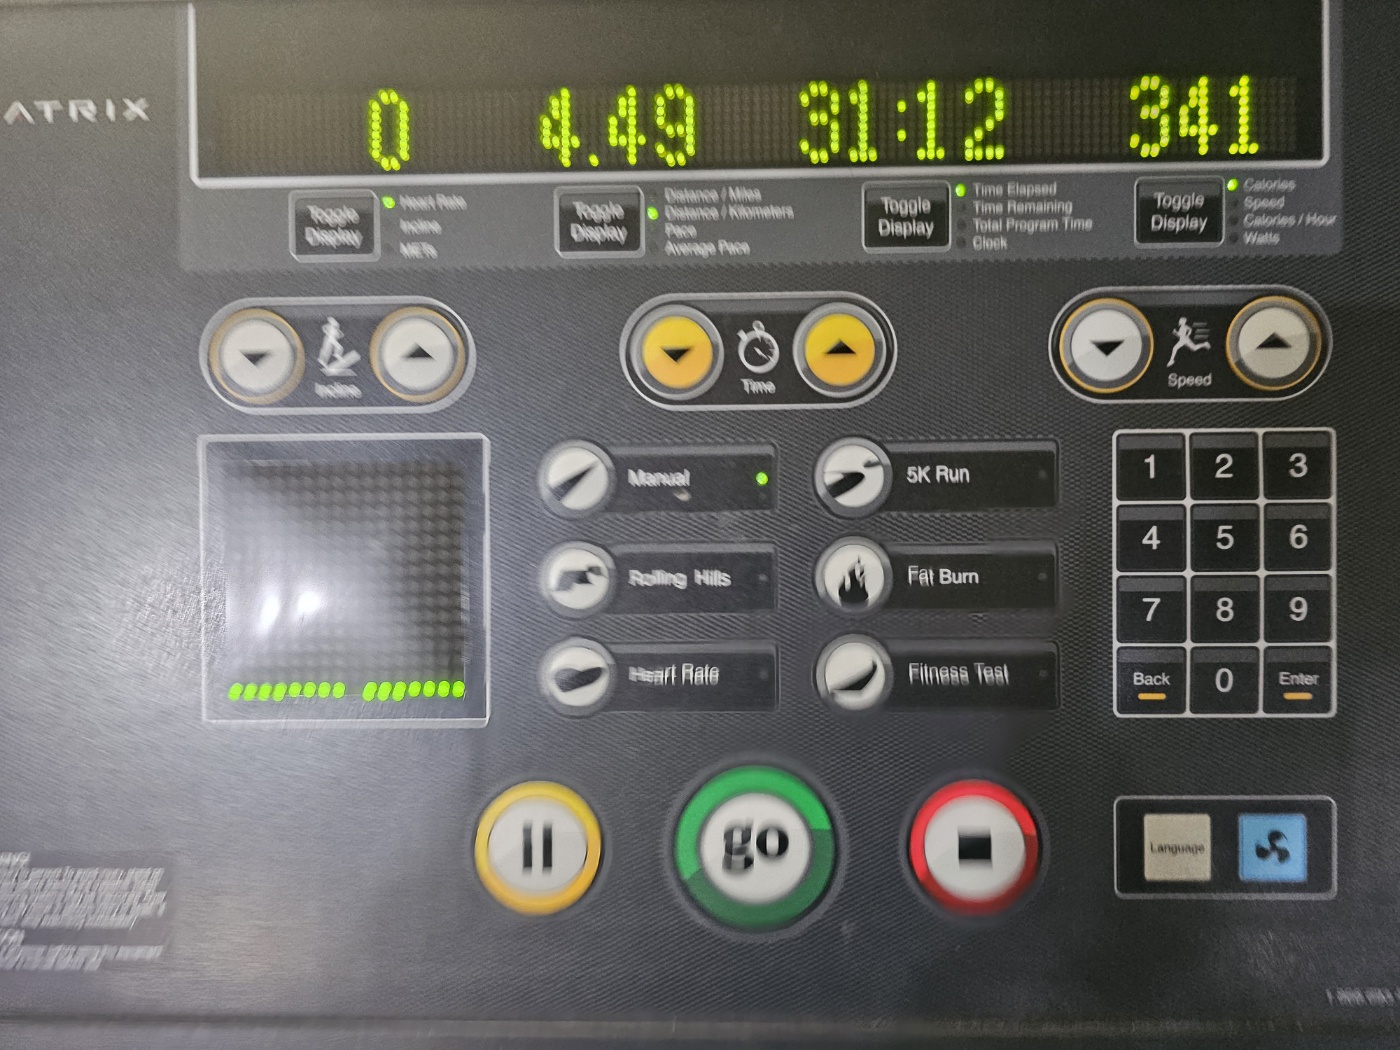 ATRIX
0 4.49 31:12 341
Toggle Display
Heart Rate
Incline
METs
Toggle Display
Distance / Miles
Distance / Kilometers
Pace
Average Pace
Toggle Display
Time Elapsed
Time Remaining
Total Program Time
Clock
Toggle Display
Calories
Speed
Calories / Hour
Watts
Incline
Time
Speed
Manual
5K Run
Rolling Hills
Fat Burn
Heart Rate
Fitness Test
1 2 3
4 5 6
7 8 9
Back 0 Enter
go
Language